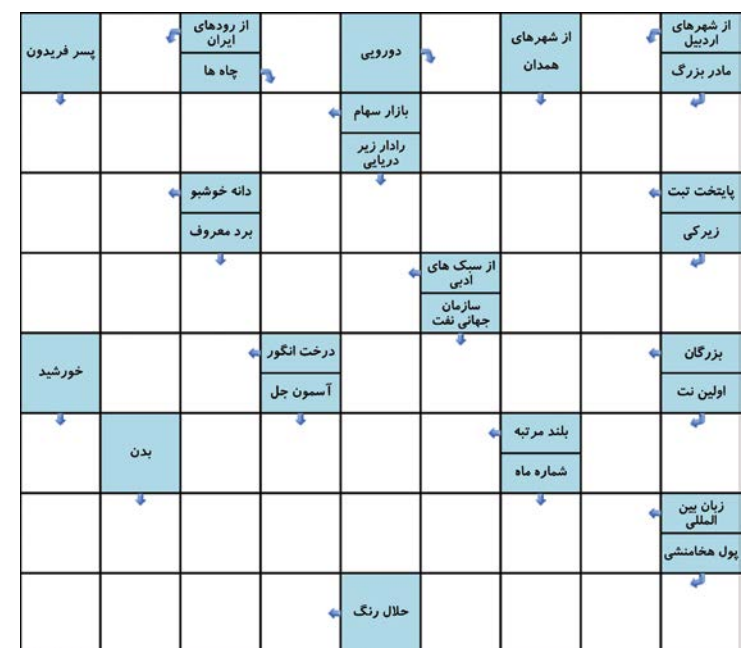 از شهرهای
اردبیل
مادر بزرگ
از شهرهای
همدان
دورویی
از رودهای
ایران
چاه ها
پسر فریدون
بازار سهام
رادار زیر
دریایی
پایتخت تبت
زیرکی
دانه خوشبو
برد معروف
از سبک های
ادبی
سازمان
جهانی نفت
بزرگان
اولین نت
درخت انگور
آسمون جل
خورشید
بلند مرتبه
شماره ماه
بدن
زبان بین
المللی
پول هخامنشی
حلال رنگ